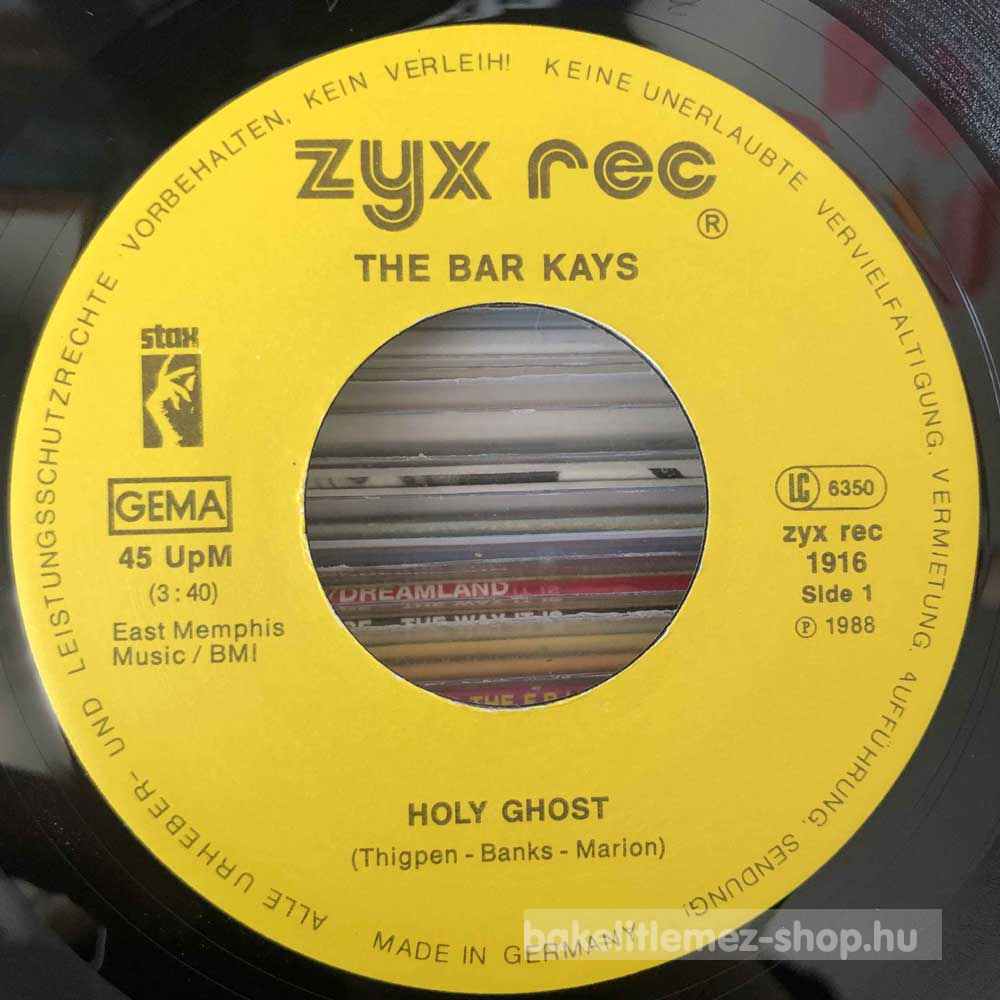 ALLE URHEBER- UND LEISTUNGSSCHUTZRECHTE VORBEHALTEN, KEIN VERLEIH! KEINE UNERLAUBTE VERVIELFÄLTIGUNG, VERMIETUNG, AUFFÜHRUNG, SENDUNG!
zyx rec ®
THE BAR KAYS
stax
GEMA
45 UpM
(3:40)
East Memphis
Music / BMI
LC 6350
zyx rec
1916
Side 1
℗ 1988
DREAMLAND
THE WAY IT IS
THE
HOLY GHOST
(Thigpen - Banks - Marion)
MADE IN GERMANY
bakelitlemez-shop.hu